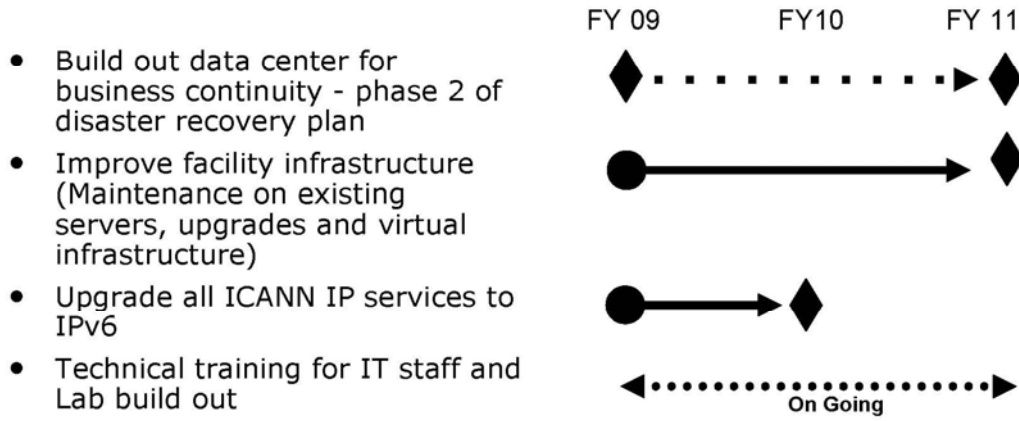 FY 09 FY10 FY 11
• Build out data center for
business continuity - phase 2 of
disaster recovery plan
• Improve facility infrastructure
(Maintenance on existing
servers, upgrades and virtual
infrastructure)
• Upgrade all ICANN IP services to
IPv6
• Technical training for IT staff and
Lab build out
On Going